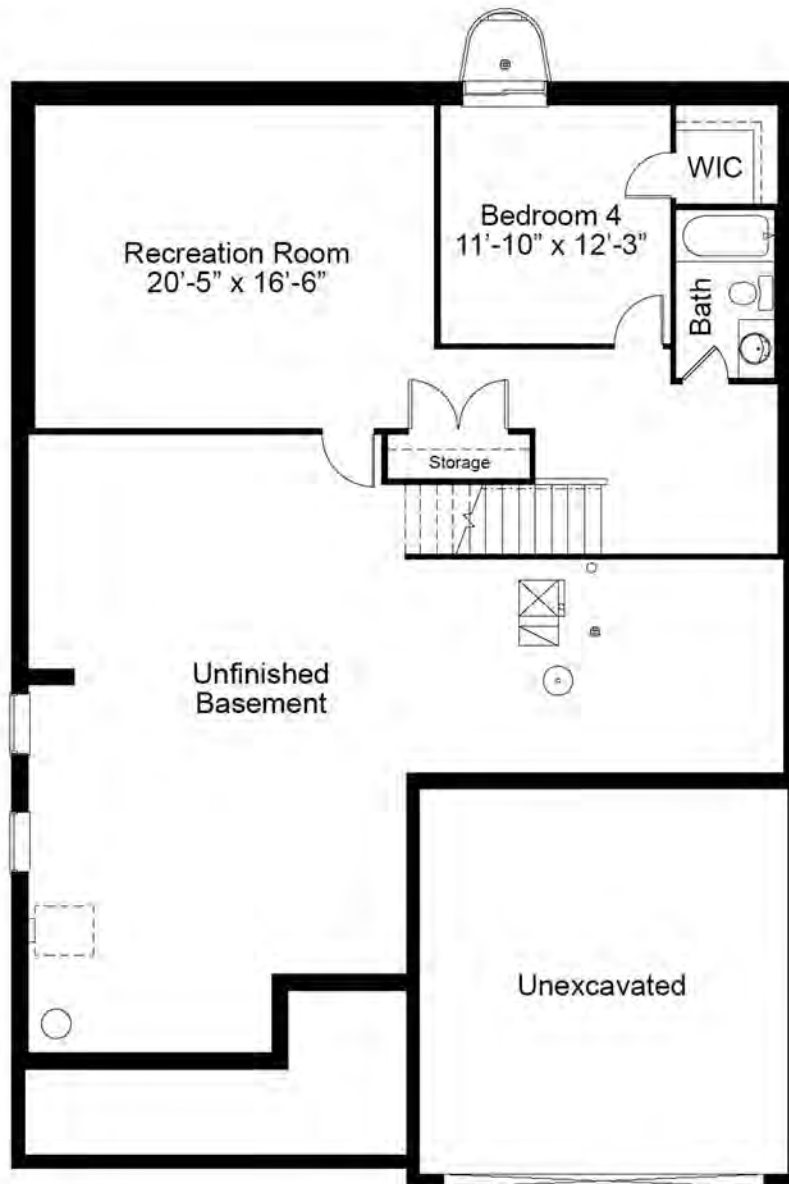 Recreation Room
20’-5” x 16’-6”
Bedroom 4
11’-10” x 12’-3”
WIC
Bath
Storage
Unfinished
Basement
Unexcavated